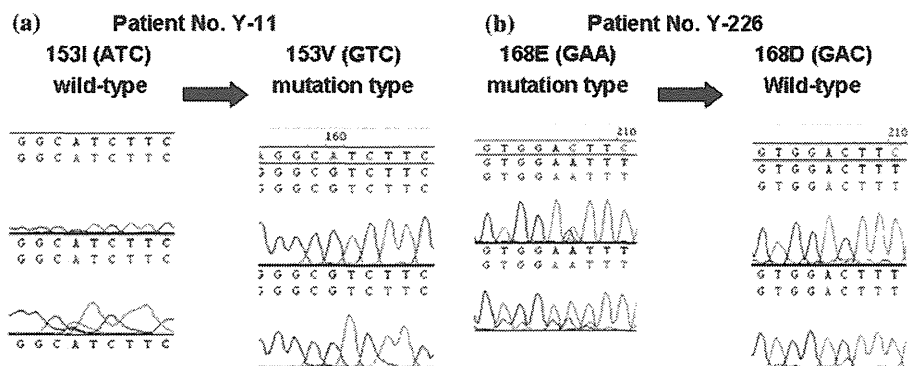 (a) Patient No. Y-11
153I (ATC)
wild-type
153V (GTC)
mutation type
G G C A T C T T C
G G C A T C T T C
G G C A T C T T C
G G C A T C T T C
G G C A T C T T C
160
A G G C A T C T T C
G G G C G T C T T C
G G G C G T C T T C
G G G C G T C T T C
G G G C G T C T T C
(b) Patient No. Y-226
168E (GAA)
mutation type
168D (GAC)
Wild-type
210
G T G G A C T T C
G T G G A A T T T
G T G G A A T T T
G T G G A A T T T
G T G G A A T T T
210
G T G G A C T T C
G T G G A C T T T
G T G G A C T T T
G T G G A C T T T
G T G G A C T T T